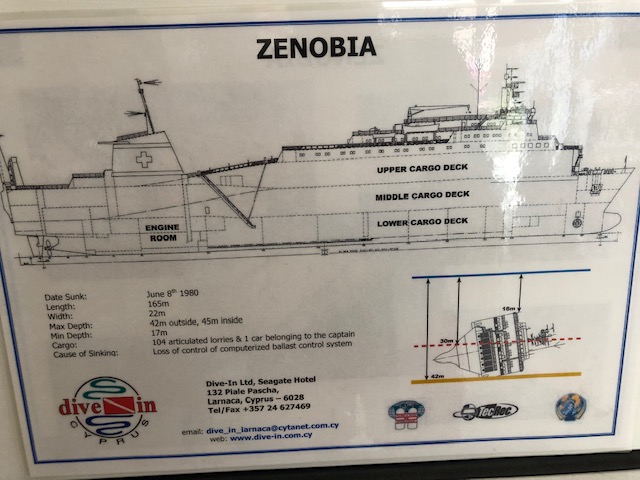 ZENOBIA
UPPER CARGO DECK
MIDDLE CARGO DECK
LOWER CARGO DECK
ENGINE
ROOM
Date Sunk: June 8th 1980
Length: 165m
Width: 22m
Max Depth: 42m outside, 45m inside
Min Depth: 17m
Cargo: 104 articulated lorries & 1 car belonging to the captain
Cause of Sinking: Loss of control of computerized ballast control system
16m
30m
42m
dive in
CYPRUS
Dive-In Ltd, Seagate Hotel
132 Piale Pascha,
Larnaca, Cyprus – 6028
Tel/Fax +357 24 627469
email: dive_in_larnaca@cytanet.com.cy
web: www.dive-in.com.cy
TecRec